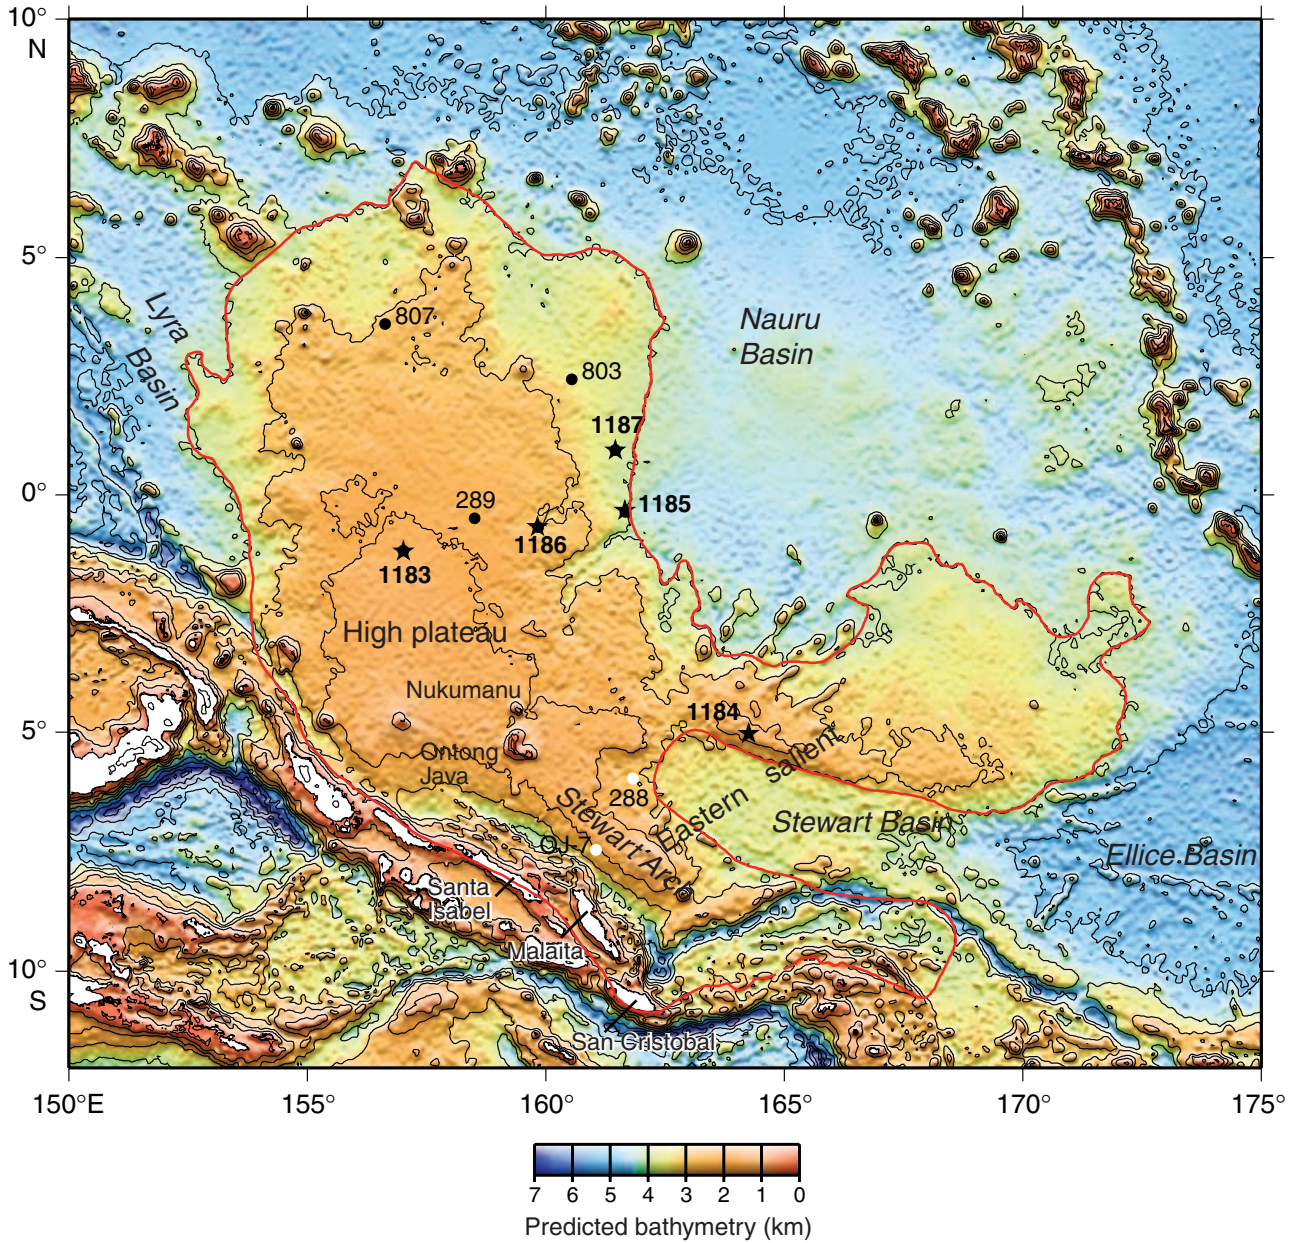 10°
N
5°
0°
5°
10°
S
150°E
155°
160°
165°
170°
175°
Lyra
Basin
807
803
Nauru
Basin
1187
289
1185
1186
1183
High plateau
Nukumanu
1184
Ontong
Java
288
Eastern
salient
Stewart Basin
Stewart Arch
OJ-7
Ellice Basin
Santa
Isabel
Malaita
San Cristobal
7
6
5
4
3
2
1
0
Predicted bathymetry (km)